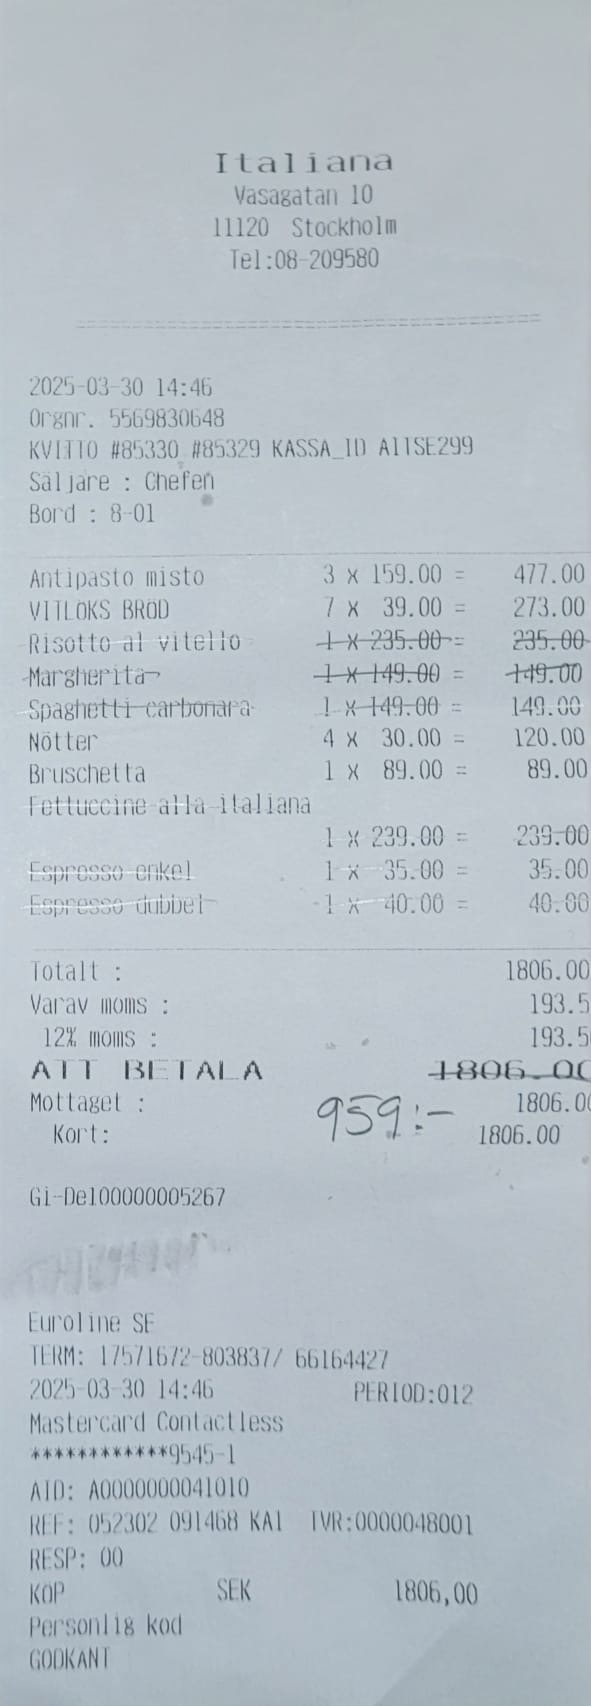 Italiana
Vasagatan 10
11120 Stockholm
Tel:08-209580
2025-03-30 14:46
Orgnr. 5569830648
KVITTO #85330 #85329 KASSA_ID A11SE299
Säljare : Chefen
Bord : 8-01
Antipasto misto 3 X 159.00 = 477.00
VITLÖKS BRÖD 7 X 39.00 = 273.00
Risotto al vitello 1 X 235.00 = 235.00
Margherita 1 X 149.00 = 149.00
Spaghetti carbonara 1 X 149.00 = 149.00
Nötter 4 X 30.00 = 120.00
Bruschetta 1 X 89.00 = 89.00
Fettuccine alla italiana
1 X 239.00 = 239.00
Espresso enkel 1 X 35.00 = 35.00
Espresso dubbel 1 X 40.00 = 40.00
Totalt : 1806.00
Varav moms : 193.5
12% moms : 193.5
ATT BETALA 1806.00
Mottaget : 1806.00
959:-
Kort: 1806.00
Gi-Del00000005267
Euroline SE
TERM: 17571672-803837/ 66164427
2025-03-30 14:46 PERIOD:012
Mastercard Contactless
************9545-1
AID: A0000000041010
REF: 052302 091468 KA1 TVR:0000048001
RESP: 00
KÖP SEK 1806,00
Personlig kod
GODKÄNT